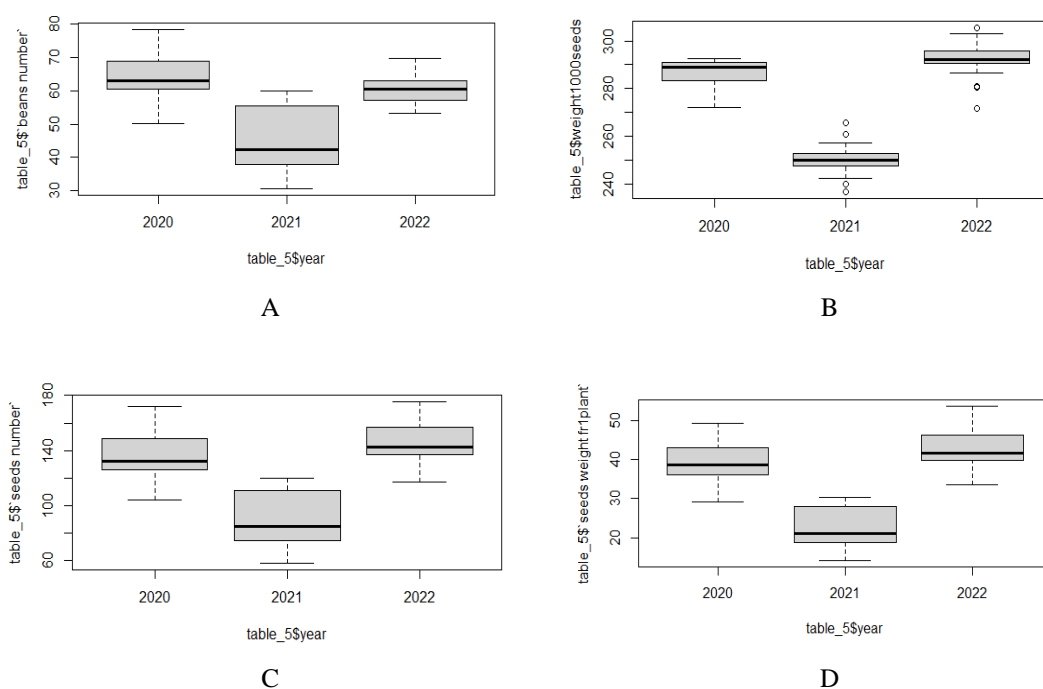 table_5$`beans number`
80
70
60
50
40
30
2020 2021 2022
table_5$year
A
table_5$weight1000seeds
300
280
260
240
2020 2021 2022
table_5$year
B
table_5$`seeds number`
180
140
100
60
2020 2021 2022
table_5$year
C
table_5$`seeds weight fr1plant`
50
40
30
20
2020 2021 2022
table_5$year
D